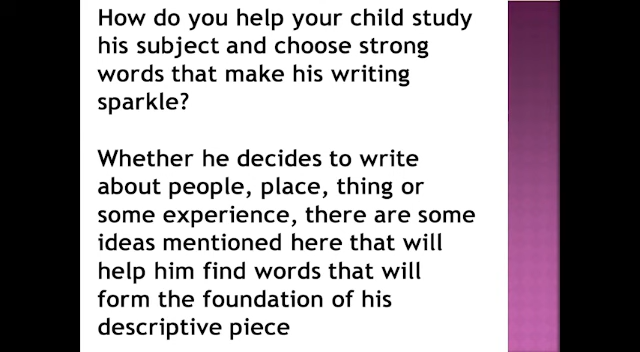 How do you help your child study
his subject and choose strong
words that make his writing
sparkle?
Whether he decides to write
about people, place, thing or
some experience, there are some
ideas mentioned here that will
help him find words that will
form the foundation of his
descriptive piece